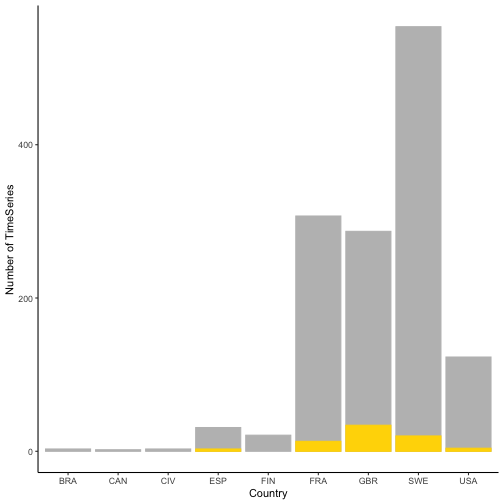 Number of TimeSeries
400
200
0
BRA CAN CIV ESP FIN FRA GBR SWE USA
Country